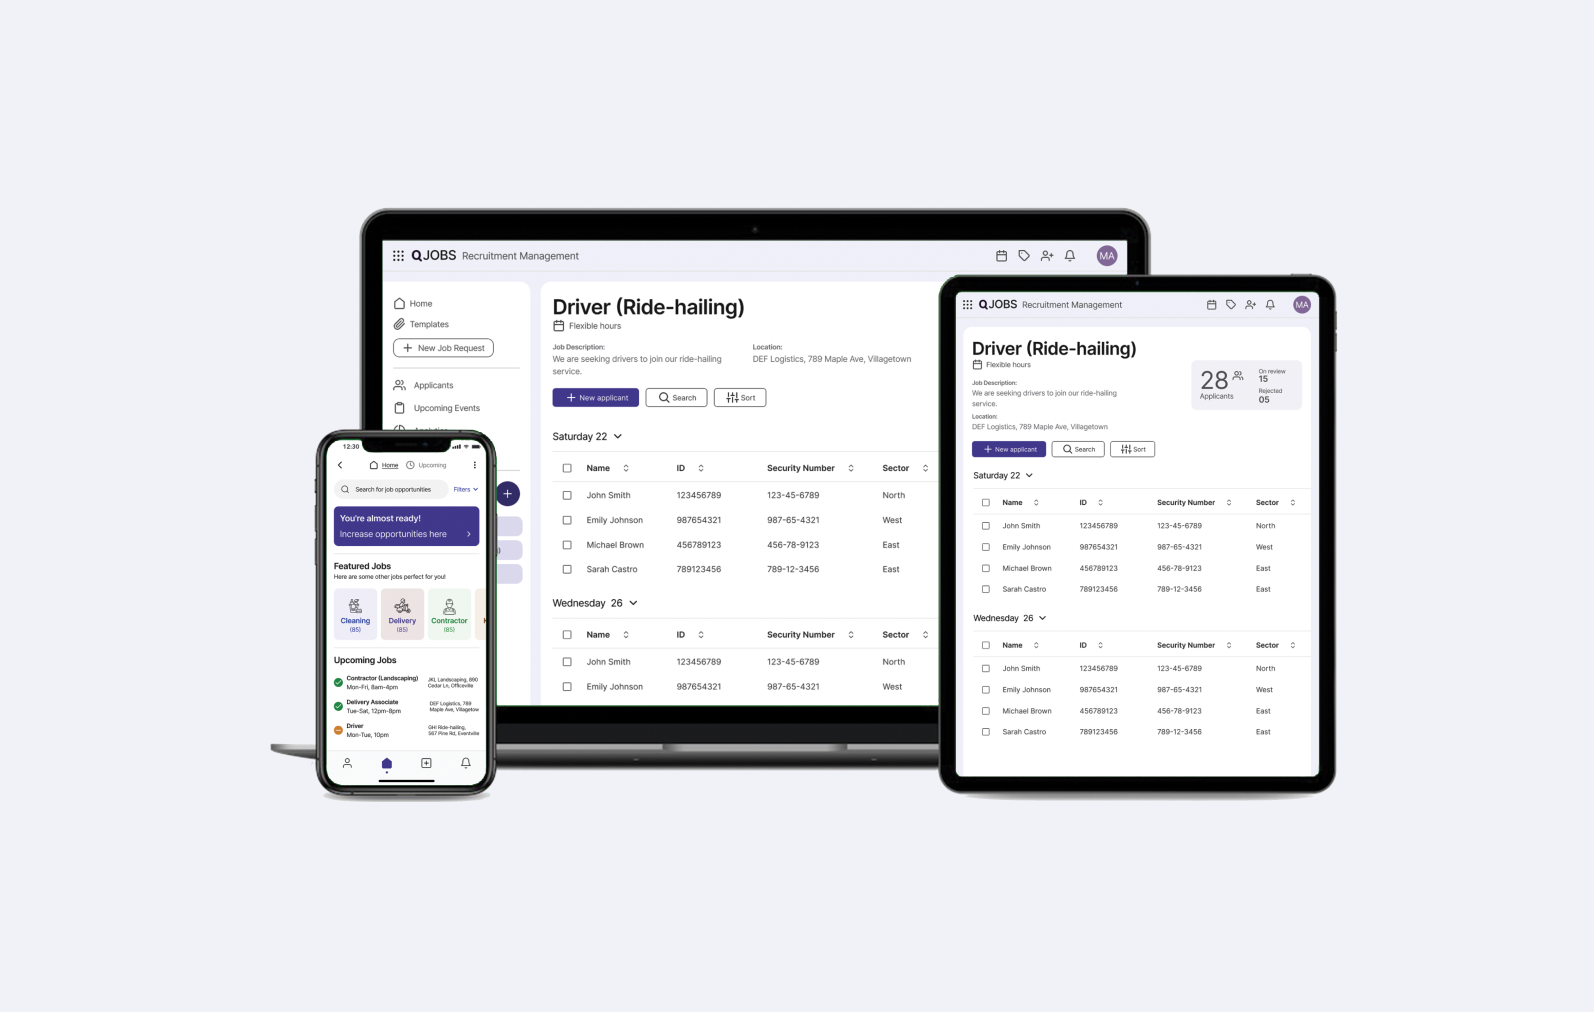 QJOBS Recruitment Management
MA
Home
Templates
New Job Request
Applicants
Upcoming Events
Driver (Ride-hailing)
Flexible hours
Job Description:
We are seeking drivers to join our ride-hailing
service.
Location:
DEF Logistics, 789 Maple Ave, Villagetown
New applicant
Search
Sort
Saturday 22
Name ID Security Number Sector
John Smith 123456789 123-45-6789 North
Emily Johnson 987654321 987-65-4321 West
Michael Brown 456789123 456-78-9123 East
Sarah Castro 789123456 789-12-3456 East
Wednesday 26
Name ID Security Number Sector
John Smith 123456789 123-45-6789 North
Emily Johnson 987654321 987-65-4321 West
12:30
Home
Upcoming
Search for job opportunities
Filters
You're almost ready!
Increase opportunities here
Featured Jobs
Here are some other jobs perfect for you!
Cleaning
(85)
Delivery
(85)
Contractor
(85)
Upcoming Jobs
Contractor (Landscaping)
Mon-Fri, 8am-4pm
JKL Landscaping, 890
Cedar Ln, Officeville
Delivery Associate
Tue-Sat, 12pm-8pm
DEF Logistics, 789
Maple Ave, Villagetow
Driver
Mon-Tue, 10pm
GHI Ride-hailing,
567 Pine Rd, Eventville
QJOBS Recruitment Management
MA
Driver (Ride-hailing)
Flexible hours
Job Description:
We are seeking drivers to join our ride-hailing
service.
Location:
DEF Logistics, 789 Maple Ave, Villagetown
28
Applicants
On review
15
Rejected
05
New applicant
Search
Sort
Saturday 22
Name ID Security Number Sector
John Smith 123456789 123-45-6789 North
Emily Johnson 987654321 987-65-4321 West
Michael Brown 456789123 456-78-9123 East
Sarah Castro 789123456 789-12-3456 East
Wednesday 26
Name ID Security Number Sector
John Smith 123456789 123-45-6789 North
Emily Johnson 987654321 987-65-4321 West
Michael Brown 456789123 456-78-9123 East
Sarah Castro 789123456 789-12-3456 East